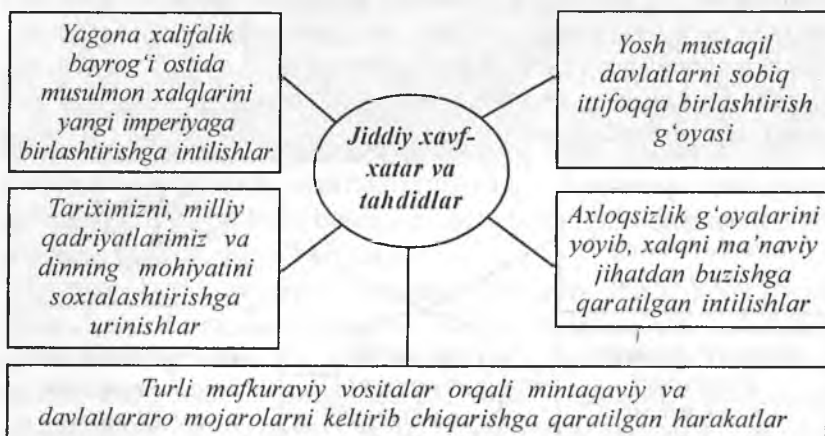 Yagona xalifalik
bayrog‘i ostida
musulmon xalqlarini
yangi imperiyaga
birlashtirishga intilishlar
Yosh mustaqil
davlatlarni sobiq
ittifoqqa birlashtirish
g‘oyasi
Jiddiy xavf-
xatar va
tahdidlar
Tariximizni, milliy
qadriyatlarimiz va
dinning mohiyatini
soxtalashtirishga
urinishlar
Axloqsizlik g‘oyalarini
yoyib, xalqni ma’naviy
jihatdan buzishga
qaratilgan intilishlar
Turli mafkuraviy vositalar orqali mintaqaviy va
davlatlararo mojarolarni keltirib chiqarishga qaratilgan harakatlar